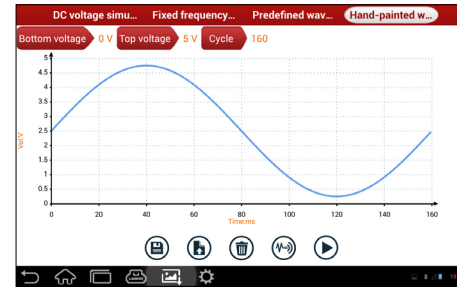 DC voltage simu... Fixed frequency... Predefined wav... Hand-painted w...
Bottom voltage 0 V Top voltage 5 V Cycle 160
5
4.5
4
3.5
3
2.5
2
1.5
1
0.5
0
Vol:V
0 20 40 60 80 100 120 140 160
Time:ms
LAUNCH